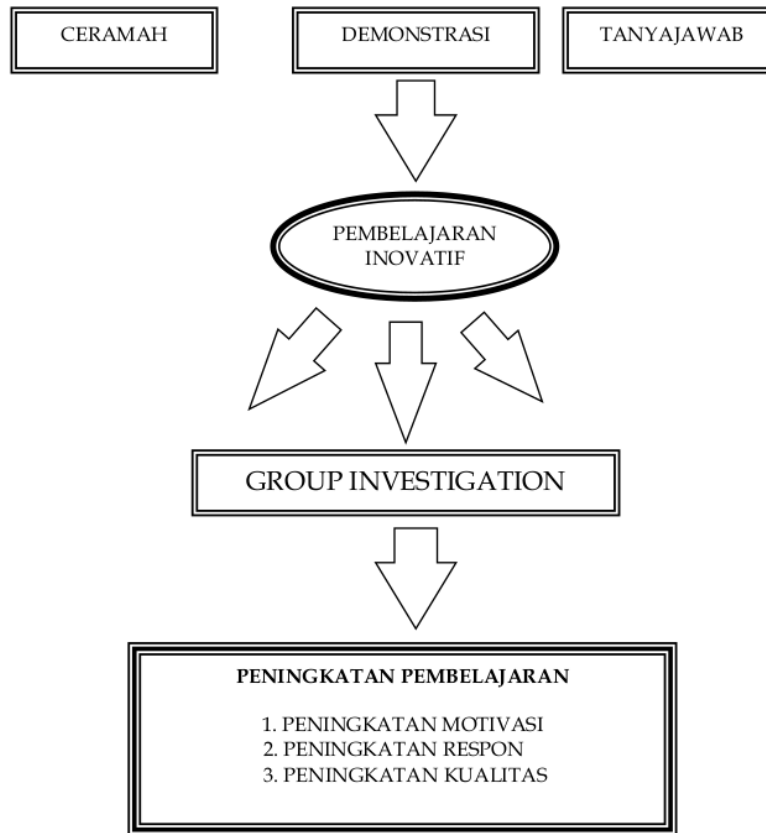 CERAMAH
DEMONSTRASI
TANYAJAWAB
PEMBELAJARAN
INOVATIF
GROUP INVESTIGATION
PENINGKATAN PEMBELAJARAN
1. PENINGKATAN MOTIVASI
2. PENINGKATAN RESPON
3. PENINGKATAN KUALITAS